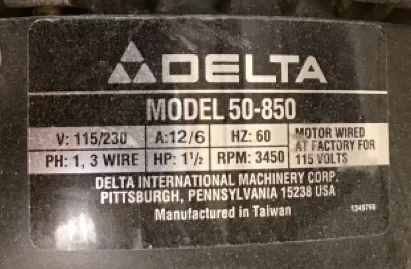 DELTA
MODEL 50-850
V: 115/230 A:12/6 HZ: 60 MOTOR WIRED
AT FACTORY FOR
PH: 1, 3 WIRE HP: 1½ RPM: 3450 115 VOLTS
DELTA INTERNATIONAL MACHINERY CORP.
PITTSBURGH, PENNSYLVANIA 15238 USA
Manufactured in Taiwan